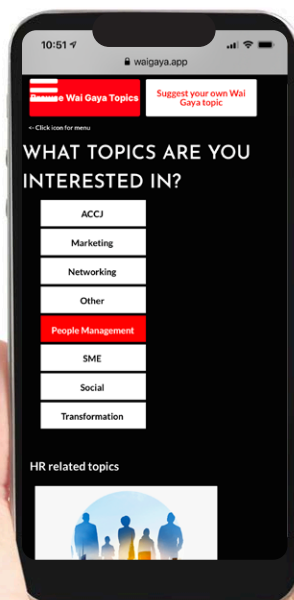 10:51
waigaya.app
Browse Wai Gaya Topics
Suggest your own Wai
Gaya topic
<- Click icon for menu
WHAT TOPICS ARE YOU
INTERESTED IN?
ACCJ
Marketing
Networking
Other
People Management
SME
Social
Transformation
HR related topics